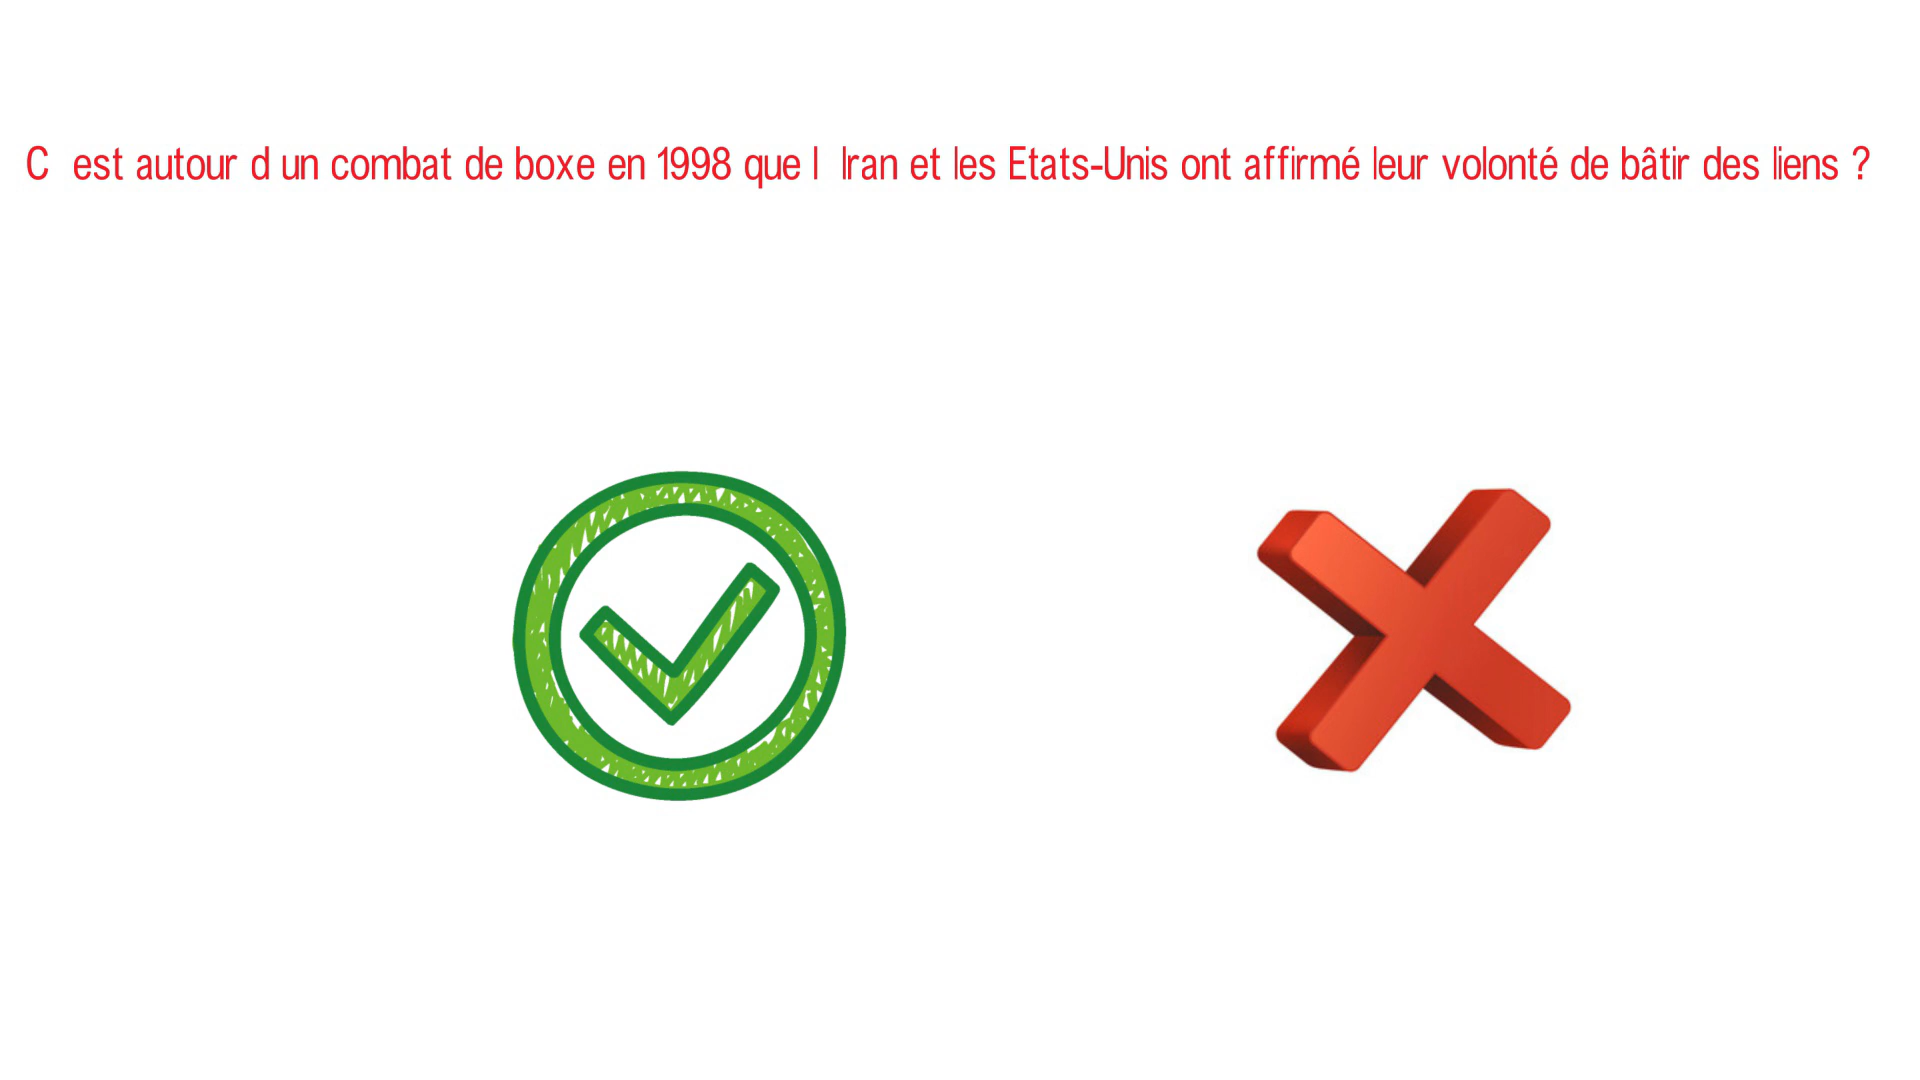 C est autour d un combat de boxe en 1998 que l Iran et les Etats-Unis ont affirmé leur volonté de bâtir des liens ?